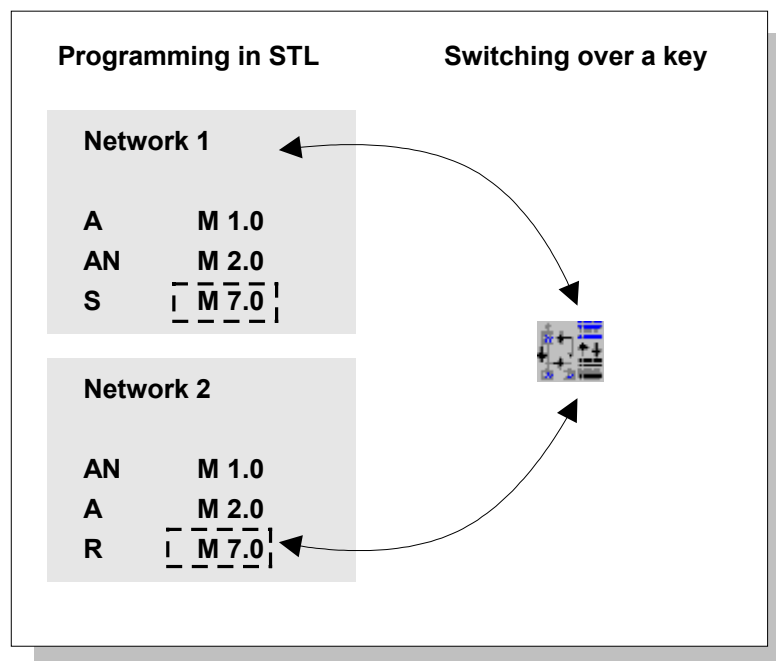 Programming in STL Switching over a key
Network 1
A M 1.0
AN M 2.0
S M 7.0
Network 2
AN M 1.0
A M 2.0
R M 7.0